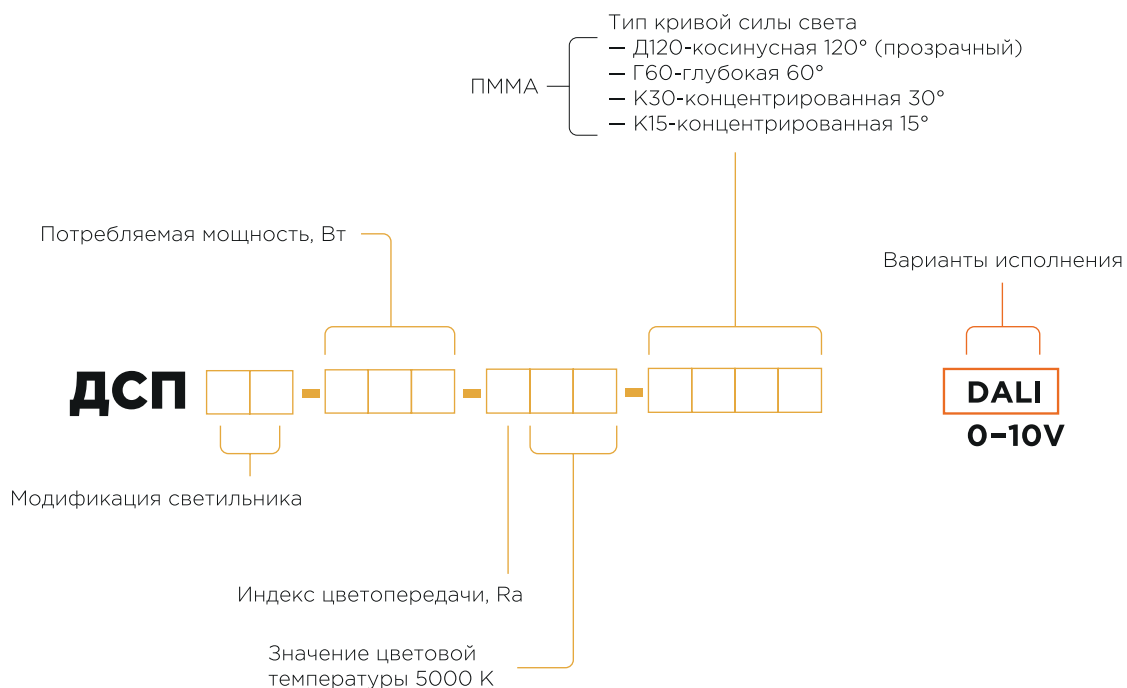 Тип кривой силы света
— Д120-косинусная 120° (прозрачный)
— Г60-глубокая 60°
ПММА
— К30-концентрированная 30°
— К15-концентрированная 15°
Потребляемая мощность, Вт
Варианты исполнения
ДСП - - - DALI
0–10V
Модификация светильника
Индекс цветопередачи, Ra
Значение цветовой
температуры 5000 К